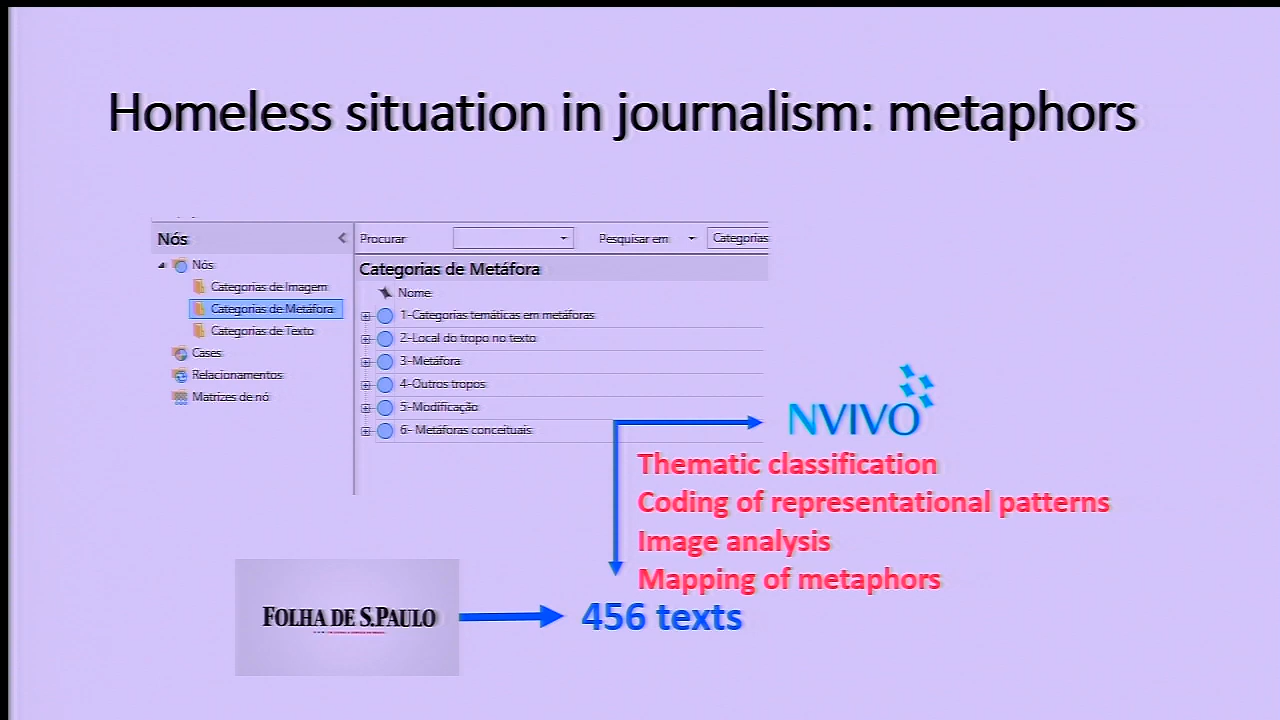 Homeless situation in journalism: metaphors
Nós
Procurar
Pesquisar em
Categorias
Nós
Categorias de Imagem
Categorias de Metáfora
Categorias de Texto
Cases
Relacionamentos
Matrizes de nó
Categorias de Metáfora
Nome
1-Categorias temáticas em metáforas
2-Local do tropo no texto
3-Metáfora
4-Outros tropos
5-Modificação
6- Metáforas conceituais
NVIVO
Thematic classification
Coding of representational patterns
Image analysis
Mapping of metaphors
FOLHA DE S.PAULO
456 texts